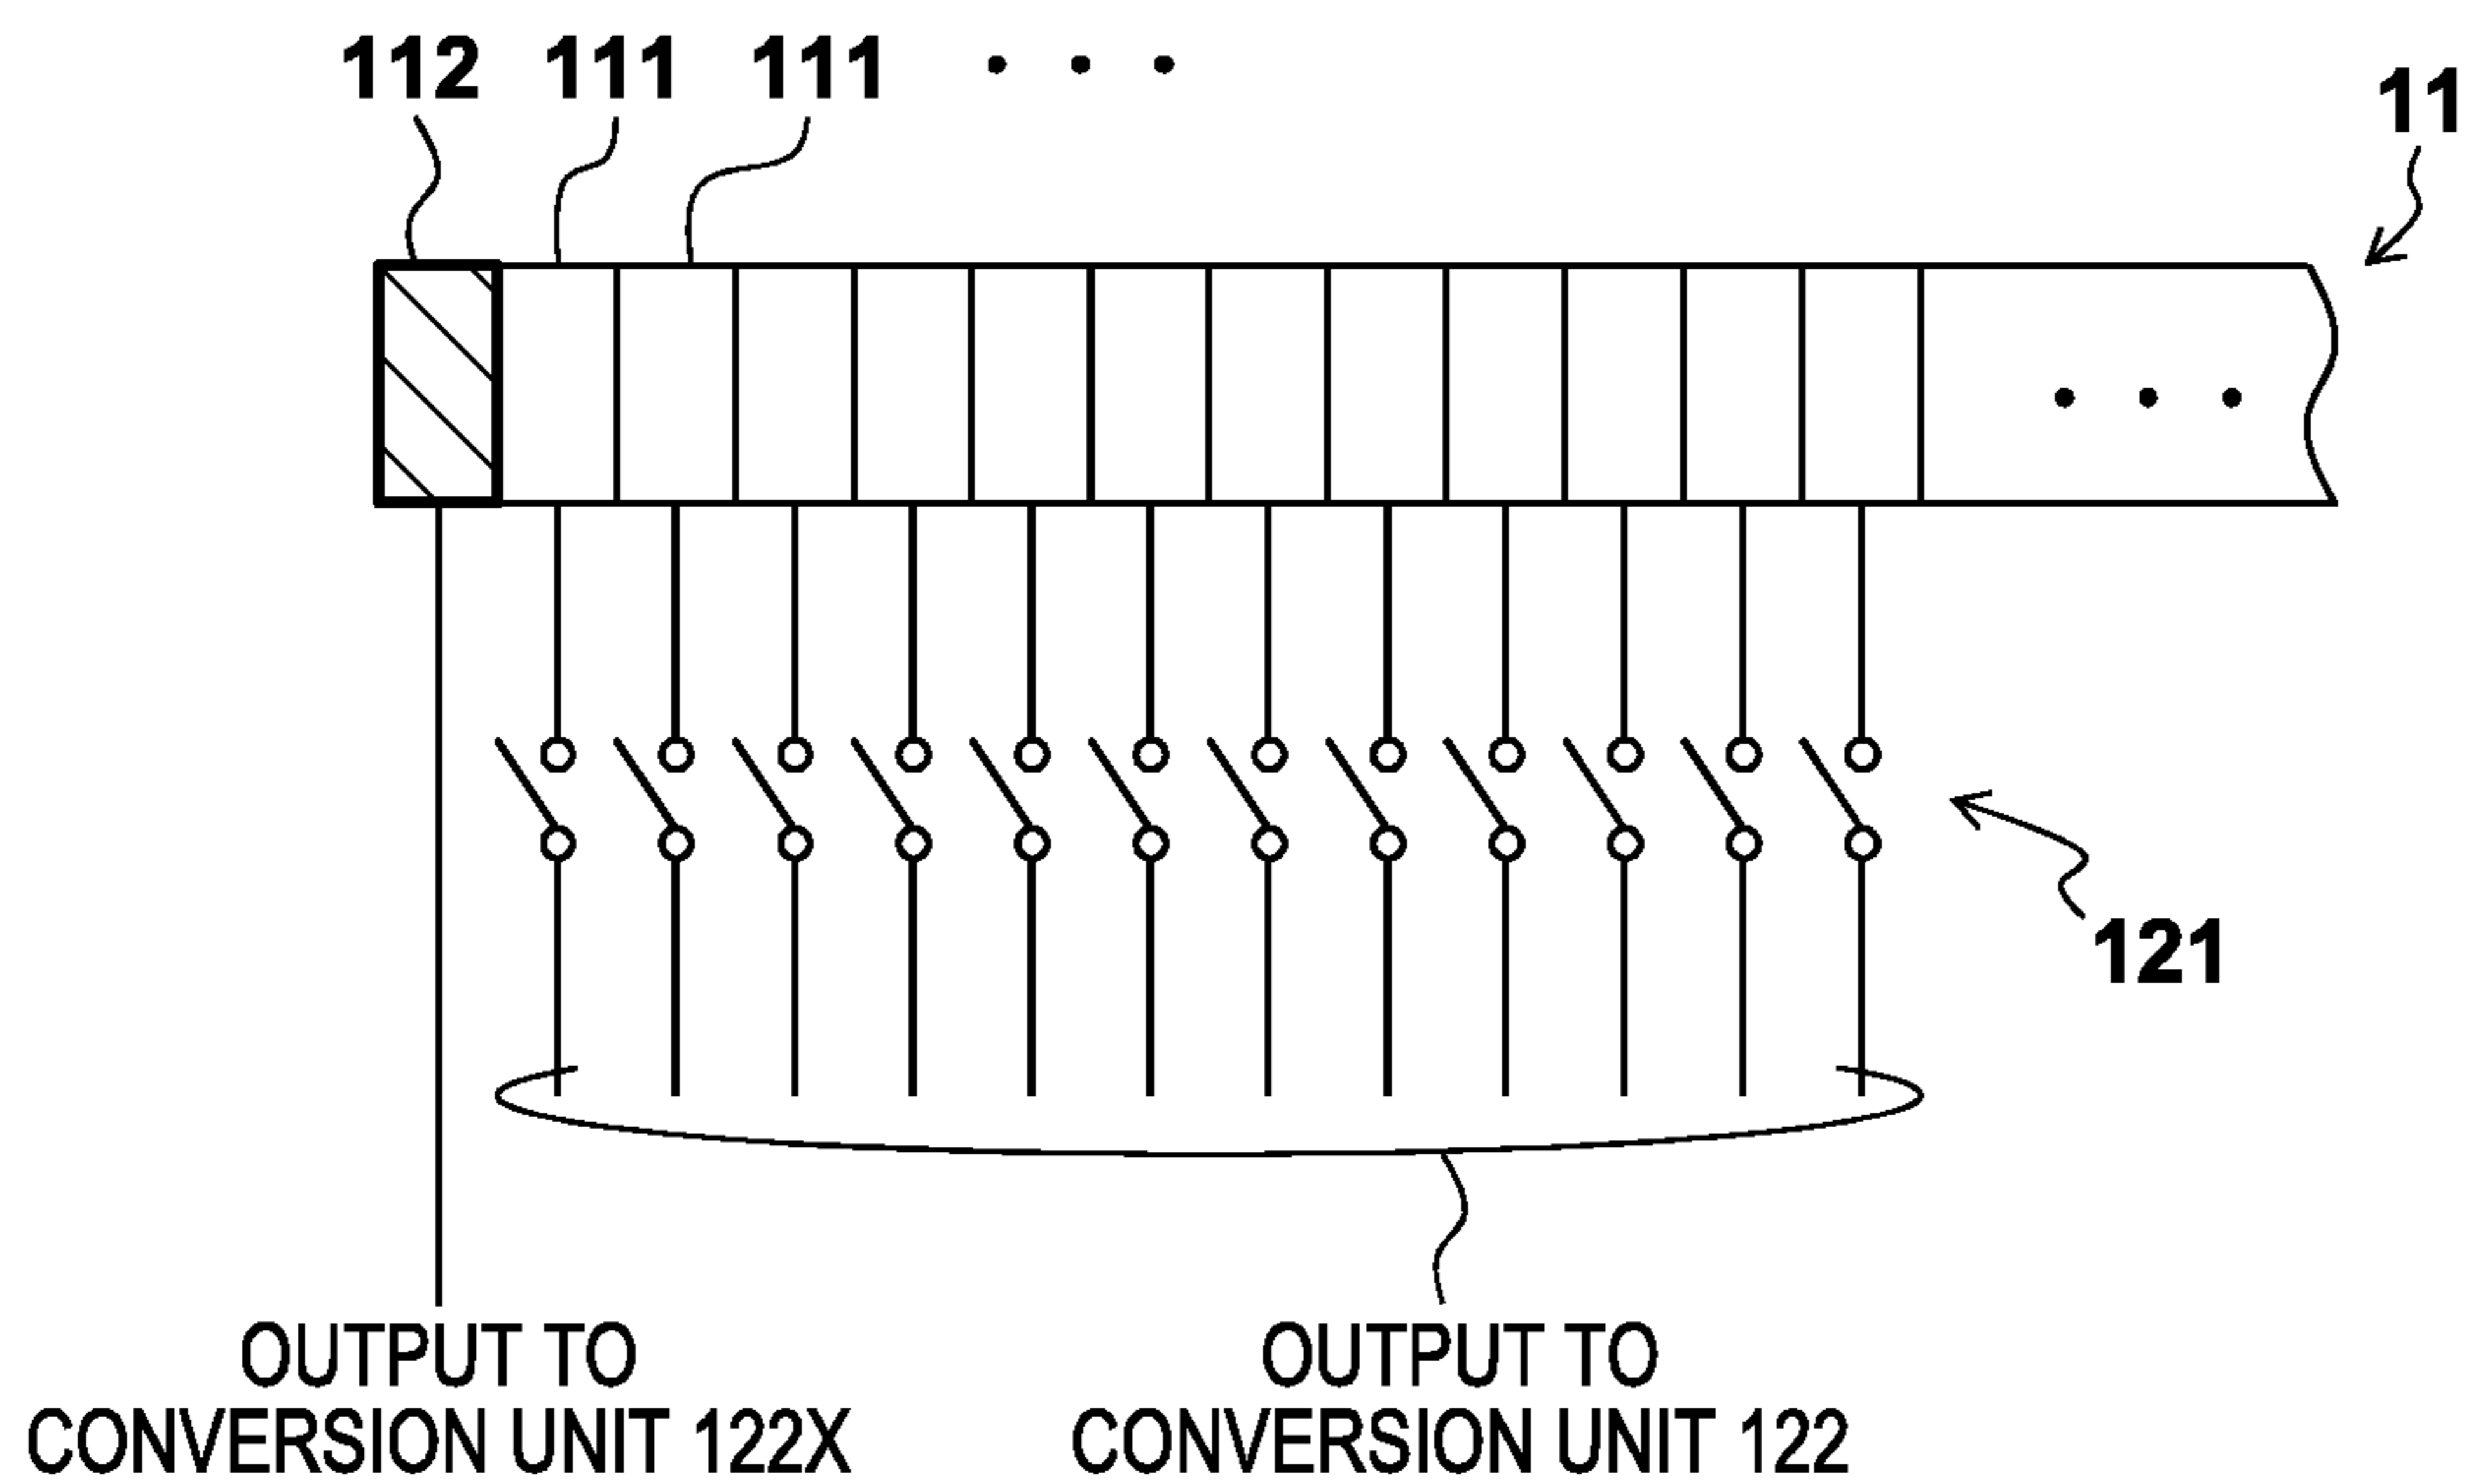 112 111 111 • • •
11
• • •
121
OUTPUT TO
CONVERSION UNIT 122X
OUTPUT TO
CONVERSION UNIT 122